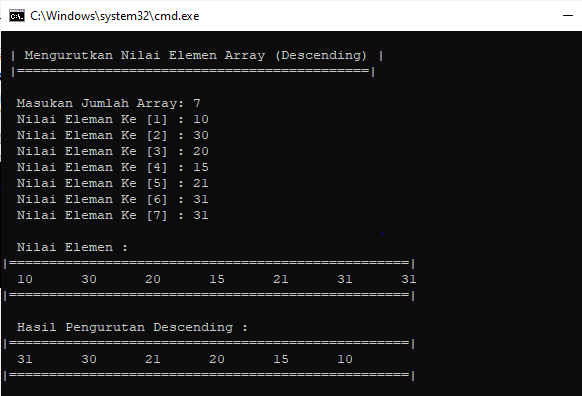 C:\Windows\system32\cmd.exe
| Mengurutkan Nilai Elemen Array (Descending) |
|============================================|
Masukan Jumlah Array: 7
Nilai Eleman Ke [1] : 10
Nilai Eleman Ke [2] : 30
Nilai Eleman Ke [3] : 20
Nilai Eleman Ke [4] : 15
Nilai Eleman Ke [5] : 21
Nilai Eleman Ke [6] : 31
Nilai Eleman Ke [7] : 31
Nilai Elemen :
|==================================================|
10 30 20 15 21 31 31
|==================================================|
Hasil Pengurutan Descending :
|==================================================|
31 30 21 20 15 10
|==================================================|